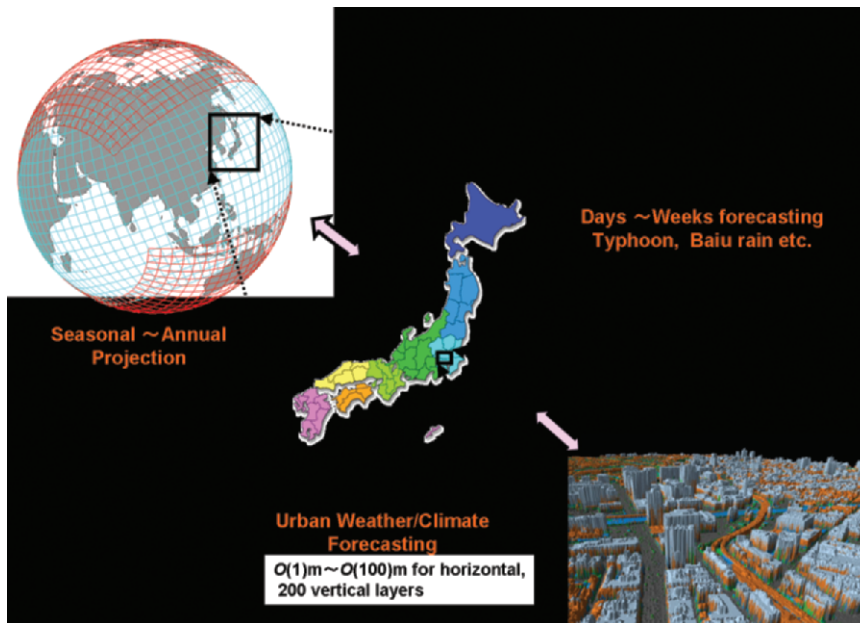 Seasonal ～Annual
Projection
Days ～Weeks forecasting
Typhoon, Baiu rain etc.
Urban Weather/Climate
Forecasting
O(1)m～O(100)m for horizontal,
200 vertical layers